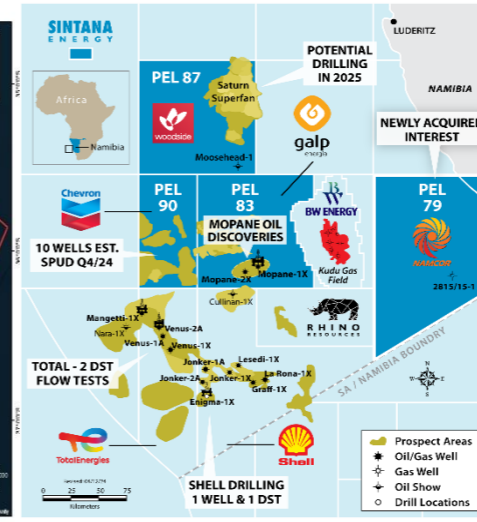 SINTANA
ENERGY
Africa
Namibia
PEL 87
woodside
Saturn
Superfan
Moosehead-1
POTENTIAL
DRILLING
IN 2025
galp
energia
LUDERITZ
NAMIBIA
NEWLY ACQUIRED
INTEREST
Chevron
PEL
90
PEL
83
MOPANE OIL
DISCOVERIES
BW ENERGY
Kudu Gas
Field
PEL
79
NAMCOR
2815/15-1
10 WELLS EST.
SPUD Q4/24
Mopane-2X
Mopane-1X
Cullinan-1X
RHINO
RESOURCES
Mangetti-1X
Nara-1X
Venus-2A
Venus-1A
Venus-1X
TOTAL - 2 DST
FLOW TESTS
Jonker-1A
Lesedi-1X
Jonker-2A
Jonker-1X
La Rona-1X
Graff-1X
Enigma-1X
SA / NAMIBIA BOUNDRY
N
W
E
S
TotalEnergies
Shell
SHELL DRILLING
1 WELL & 1 DST
0 25 50 75
Kilometers
Prospect Areas
Oil/Gas Well
Gas Well
Oil Show
Drill Locations